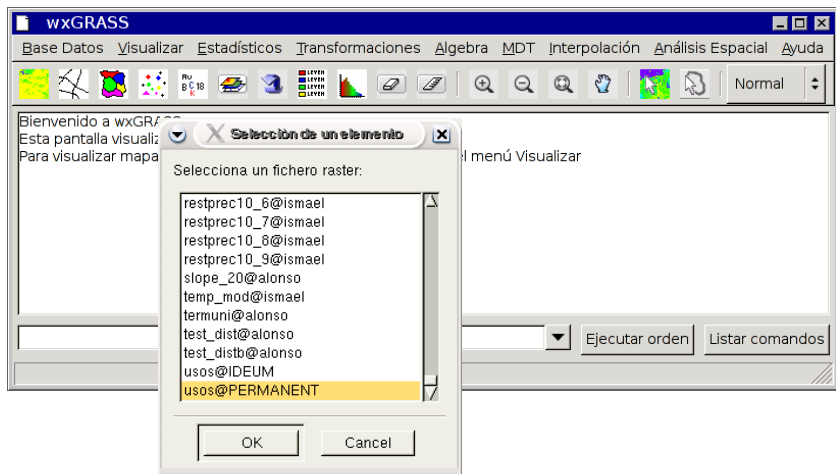 wxGRASS
Base Datos Visualizar Estadísticos Transformaciones Algebra MDT Interpolación Análisis Espacial Ayuda
Normal
Bienvenido a wxGRASS
Esta pantalla visualiz
Para visualizar mapa
el menú Visualizar
Selección de un elemento
Selecciona un fichero raster:
restprec10_6@ismael
restprec10_7@ismael
restprec10_8@ismael
restprec10_9@ismael
slope_20@alonso
temp_mod@ismael
termuni@alonso
test_dist@alonso
test_distb@alonso
usos@IDEUM
usos@PERMANENT
OK Cancel
Ejecutar orden Listar comandos